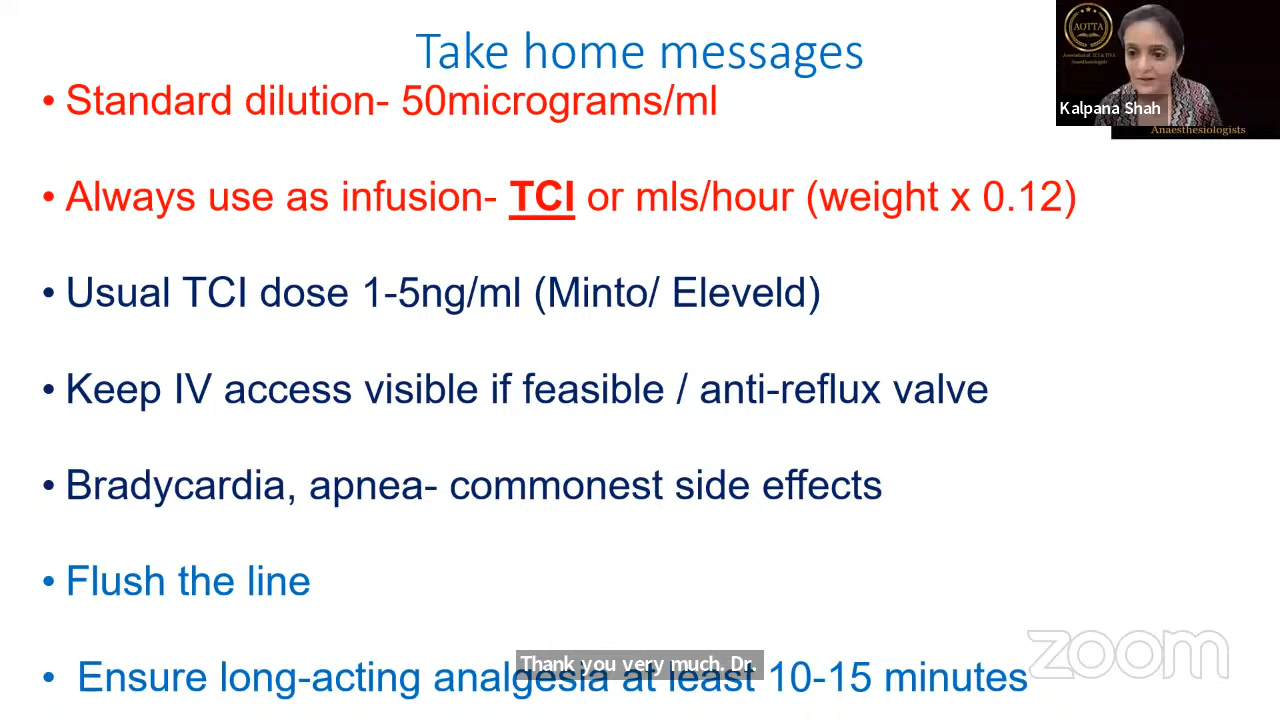 Take home messages
• Standard dilution- 50micrograms/ml
• Always use as infusion- TCI or mls/hour (weight x 0.12)
• Usual TCI dose 1-5ng/ml (Minto/ Eleveld)
• Keep IV access visible if feasible / anti-reflux valve
• Bradycardia, apnea- commonest side effects
• Flush the line
• Ensure long-acting analgesia at least 10-15 minutes
Thank you very much. Dr.
AOTTA
Kalpana Shah
Anaesthesiologists
zoom